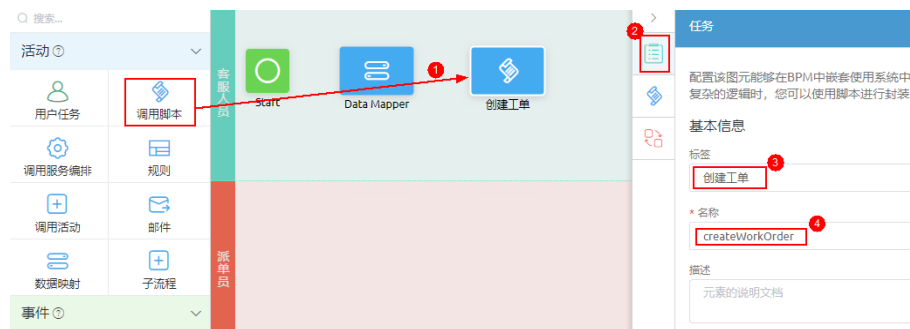 搜索...
活动
用户任务
调用脚本
调用服务编排
规则
调用活动
邮件
数据映射
子流程
事件
客服人员
派单员
Start
Data Mapper
创建工单
1
2
任务
配置该图元能够在BPM中嵌套使用系统中
复杂的逻辑时，您可以使用脚本进行封装
基本信息
标签
3
创建工单
* 名称
4
createWorkOrder
描述
元素的说明文档